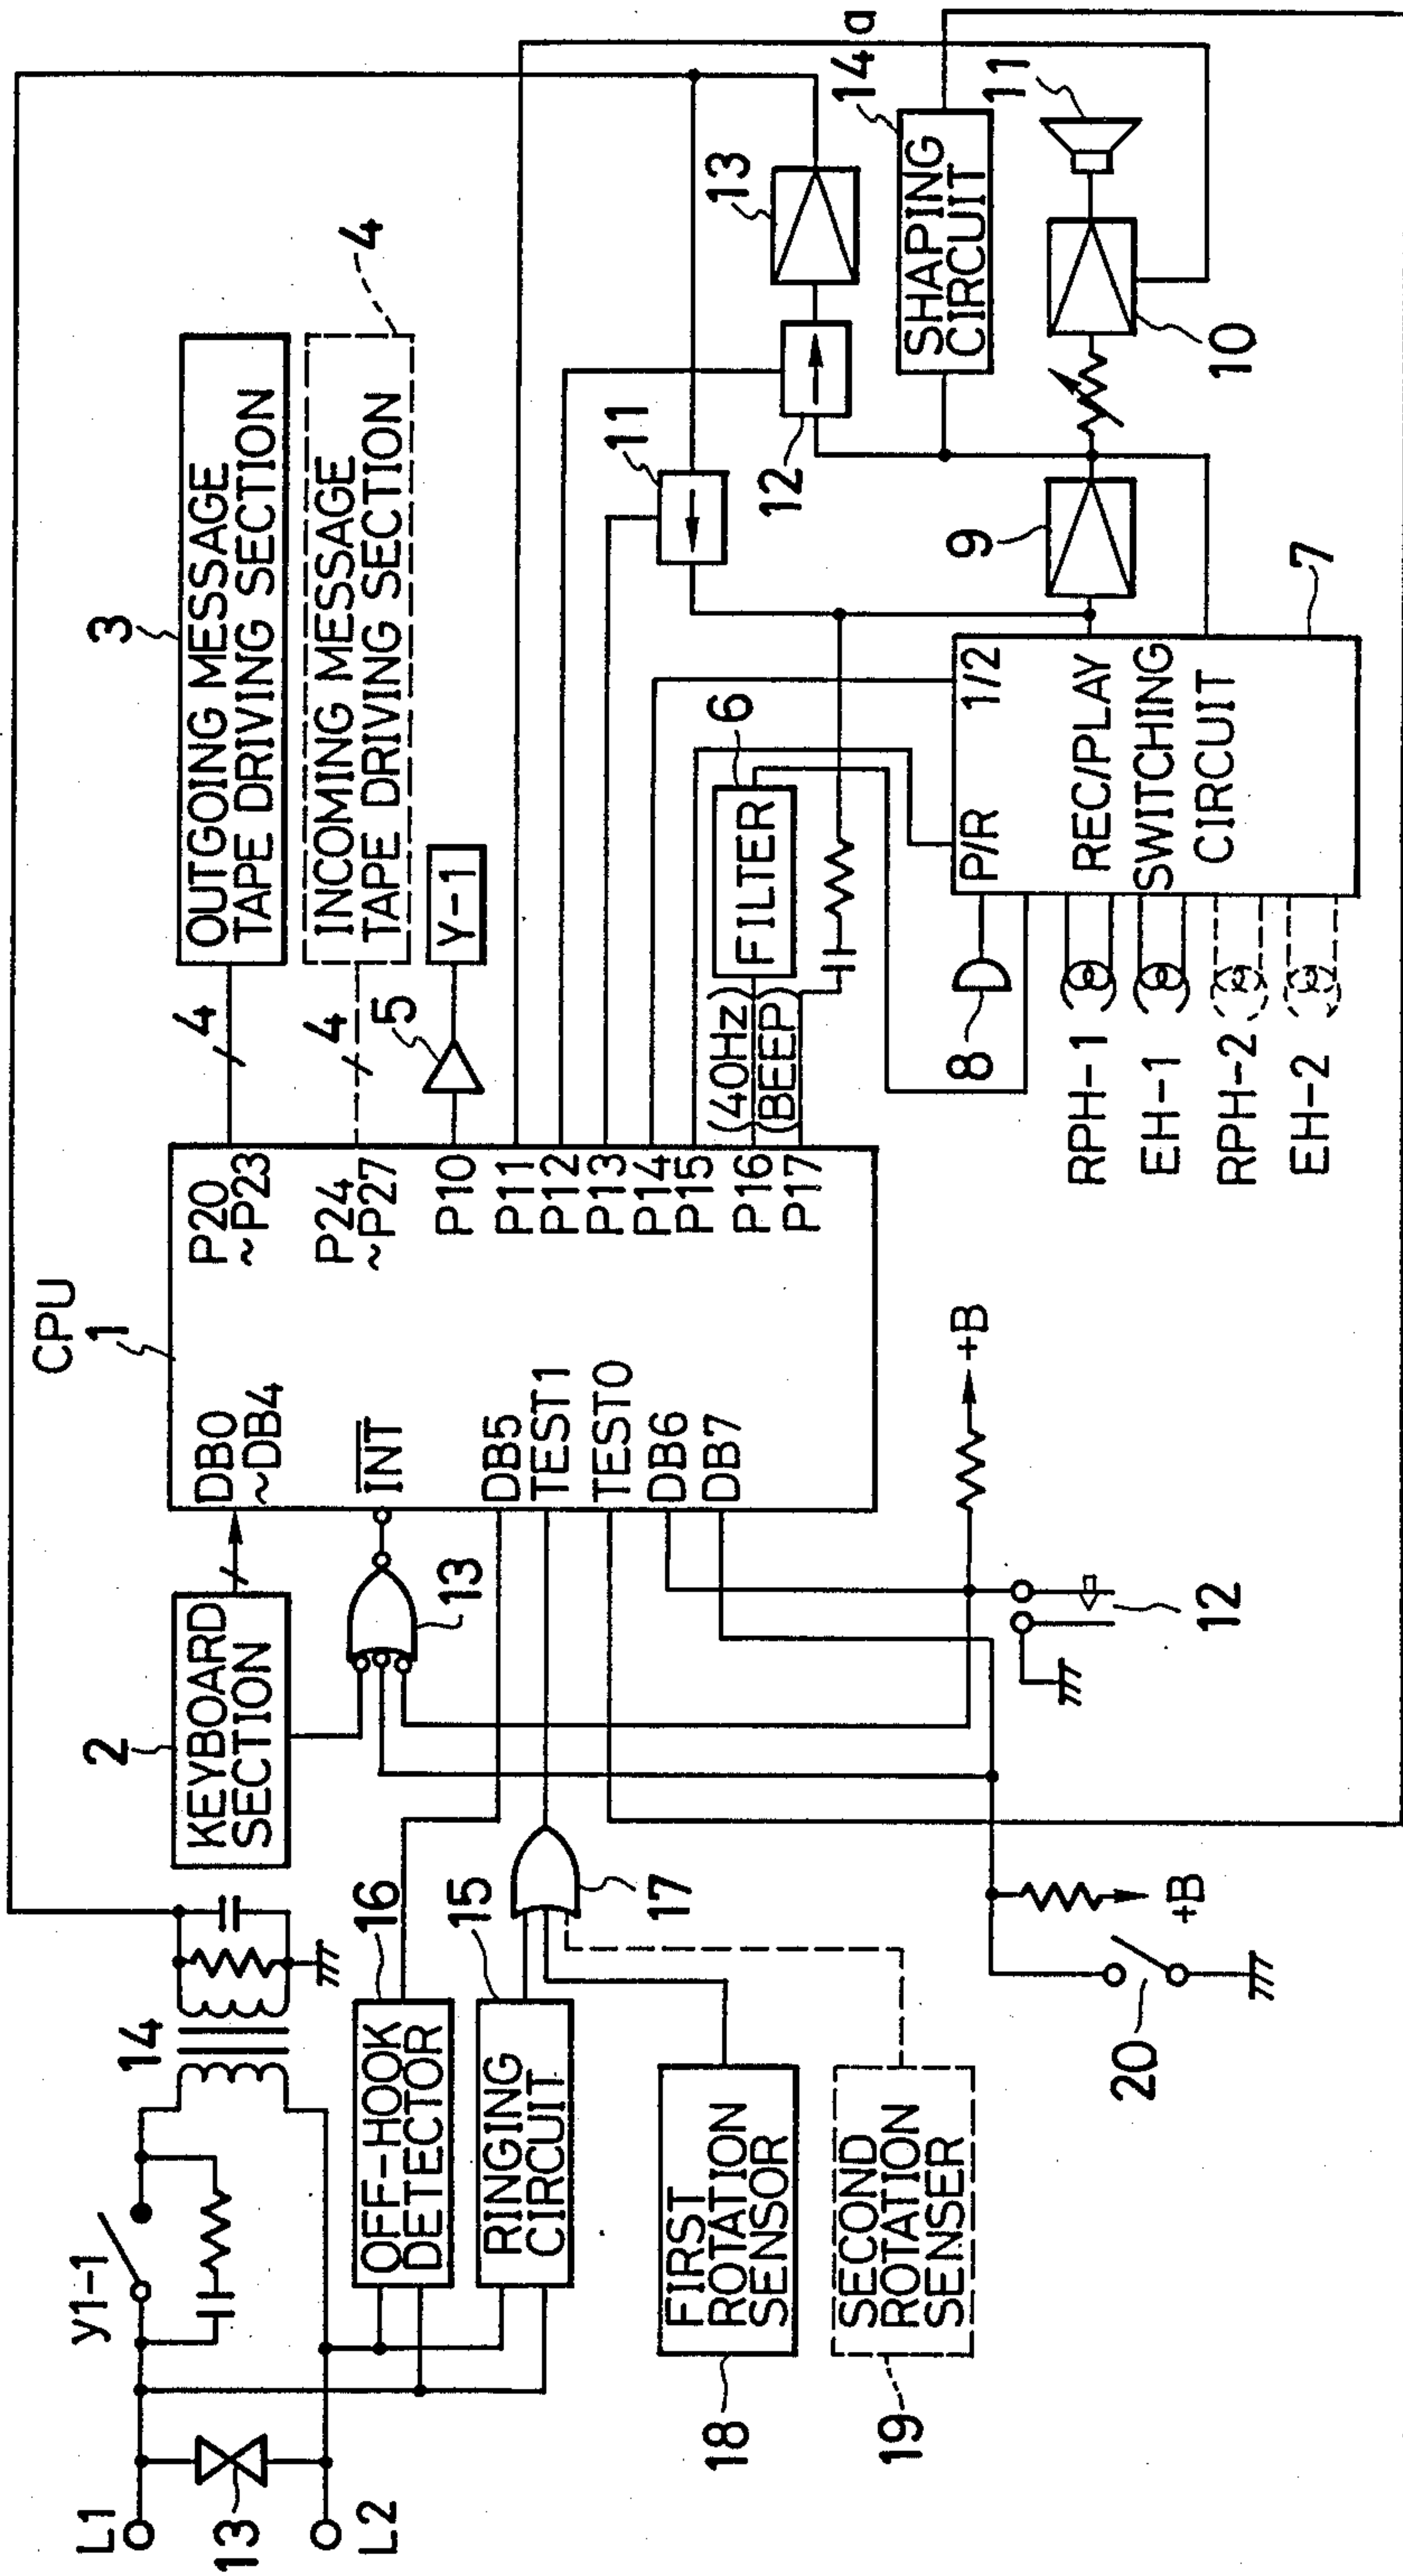 L1
L2
13
y1-1
14
2
KEYBOARD
SECTION
16
OFF-HOOK
DETECTOR
15
RINGING
CIRCUIT
17
18
FIRST
ROTATION
SENSOR
19
SECOND
ROTATION
SENSER
20
+B
12
+B
13
CPU
1
DB0
~DB4
INT
DB5
TEST1
TEST0
DB6
DB7
P20
~P23
P24
~P27
P10
P11
P12
P13
P14
P15
P16
P17
4
4
5
Y-1
3
OUTGOING MESSAGE
TAPE DRIVING SECTION
4
INCOMING MESSAGE
TAPE DRIVING SECTION
(40Hz)
(BEEP)
6
FILTER
8
RPH-1
EH-1
RPH-2
EH-2
P/R
1/2
REC/PLAY
SWITCHING
CIRCUIT
7
9
11
12
13
14a
SHAPING
CIRCUIT
10
11